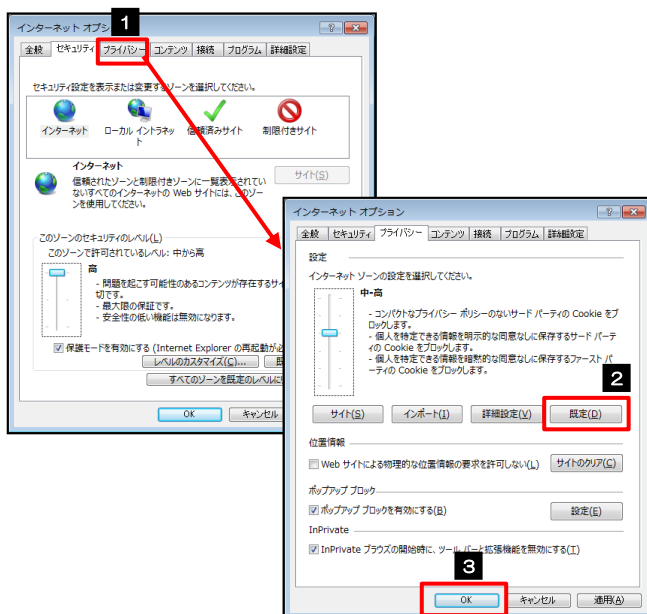 1
インターネット オプシ
全般 セキュリティ プライバシー コンテンツ 接続 プログラム 詳細設定
セキュリティ設定を表示または変更するゾーンを選択してください。
インターネット ローカル イントラネッ
ト 信頼済みサイト 制限付きサイト
インターネット
信頼されたゾーンと制限付きゾーンに一覧表示されてい
ないすべてのインターネットの Web サイトには、このゾー
ンを使用してください。
サイト(S)
このゾーンのセキュリティのレベル(L)
このゾーンで許可されているレベル: 中から高
高
- 問題を起こす可能性のあるコンテンツが存在するサイ
切です。
- 最大限の保証です。
- 安全性の低い機能は無効になります。
保護モードを有効にする (Internet Explorer の再起動が必
レベルのカスタマイズ(C)...
すべてのゾーンを既定のレベルに
OK キャンセル
インターネット オプション
全般 セキュリティ プライバシー コンテンツ 接続 プログラム 詳細設定
設定
インターネット ゾーンの設定を選択してください。
中-高
- コンパクトなプライバシー ポリシーのないサード パーティの Cookie をブ
ロックします。
- 個人を特定できる情報を明示的な同意なしに保存するサード パーテ
ィの Cookie をブロックします。
- 個人を特定できる情報を暗黙的な同意なしに保存するファースト パ
ーティの Cookie をブロックします。
2
サイト(S) インポート(I) 詳細設定(V) 既定(D)
位置情報
Web サイトによる物理的な位置情報の要求を許可しない(L) サイトのクリア(C)
ポップアップ ブロック
ポップアップ ブロックを有効にする(B) 設定(E)
InPrivate
InPrivate ブラウズの開始時に、ツール バーと拡張機能を無効にする(T)
3
OK キャンセル 適用(A)